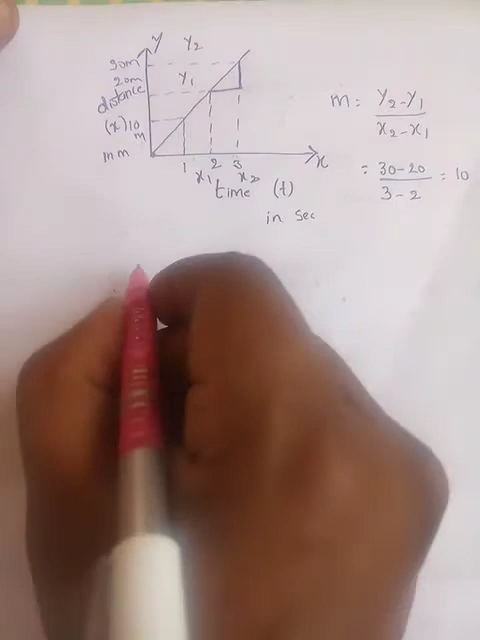 y
y₂
30m
20m
y₁
distance
(x) 10
m
m m
1 2 3
x
x₁ x₂
time (t)
in sec
m = y₂-y₁
x₂-x₁
= 30-20 = 10
3-2